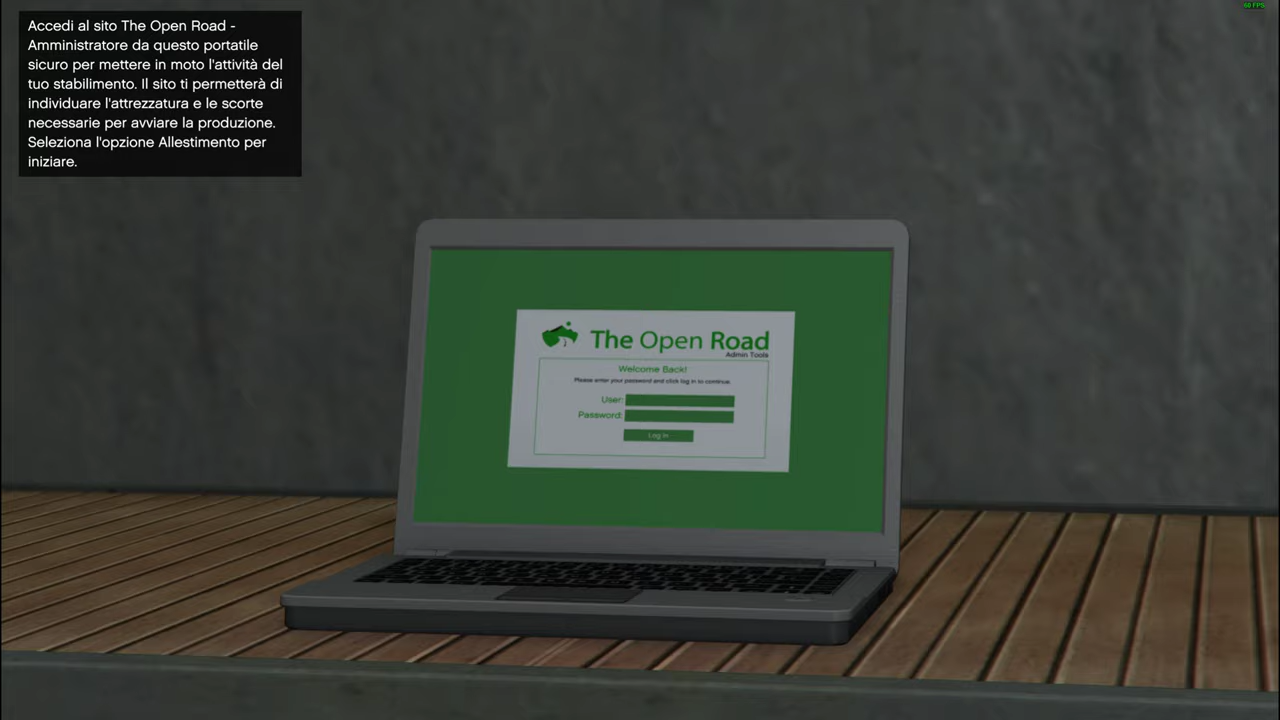 Accedi al sito The Open Road -
Amministratore da questo portatile
sicuro per mettere in moto l'attività del
tuo stabilimento. Il sito ti permetterà di
individuare l'attrezzatura e le scorte
necessarie per avviare la produzione.
Seleziona l'opzione Allestimento per
iniziare.
60 FPS
The Open Road
Admin Tools
Welcome Back!
Please enter your password and click log in to continue.
User:
Password:
Log In